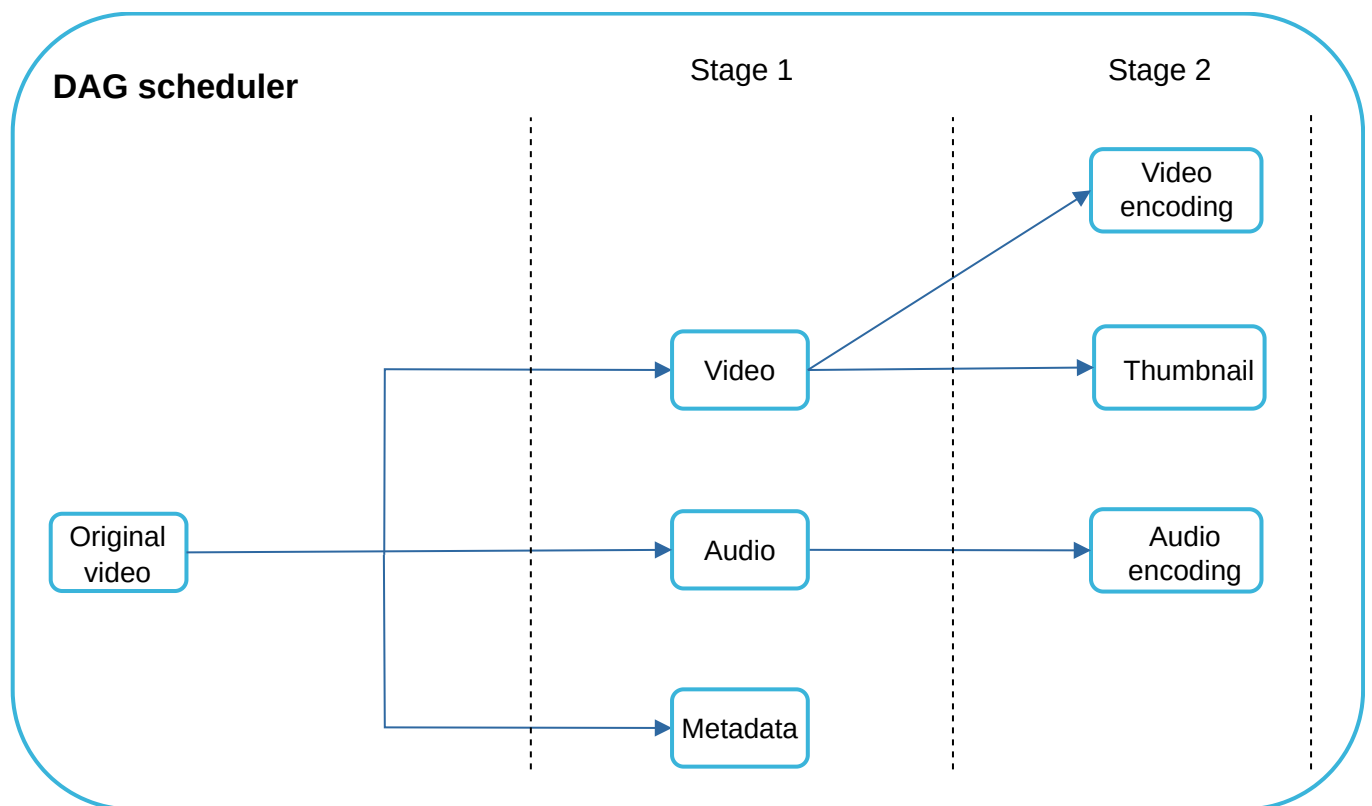 DAG scheduler
Stage 1
Stage 2
Video
encoding
Video
Thumbnail
Original
video
Audio
Audio
encoding
Metadata